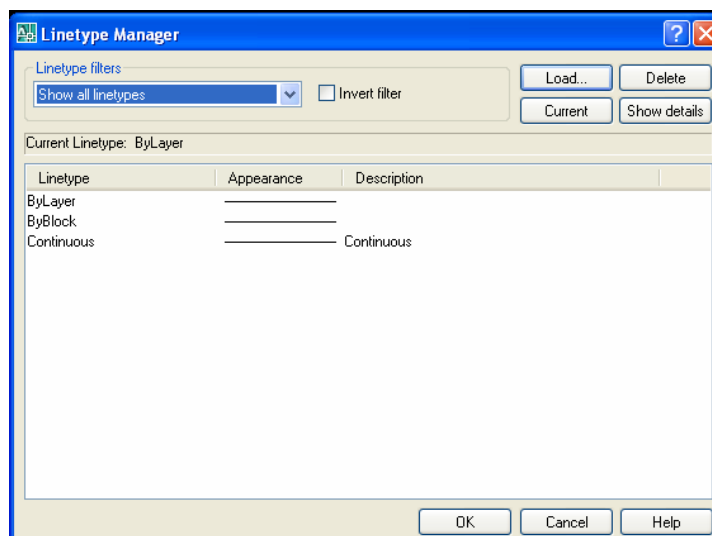 Linetype Manager
Linetype filters
Show all linetypes
Invert filter
Load...
Delete
Current
Show details
Current Linetype: ByLayer
Linetype Appearance Description
ByLayer
ByBlock
Continuous Continuous
OK Cancel Help